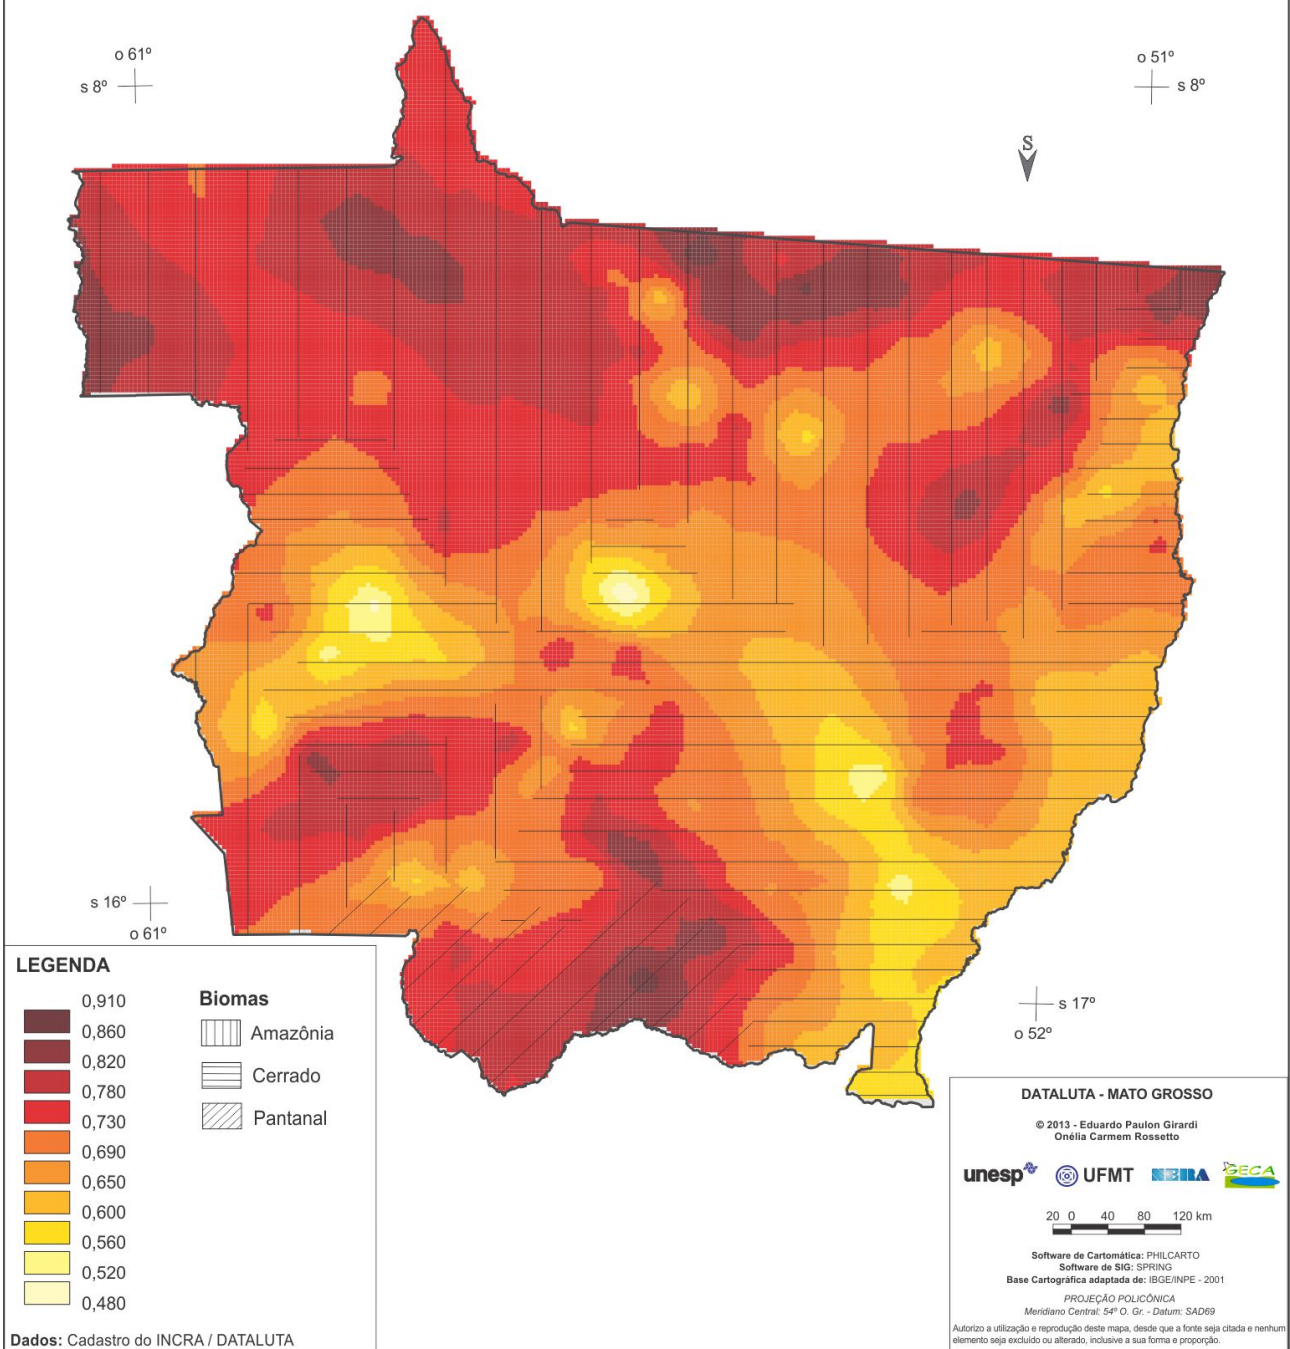 o 61º
s 8º
o 51º
s 8º
S
s 16º
o 61º
s 17º
o 52º
LEGENDA
0,910
0,860
0,820
0,780
0,730
0,690
0,650
0,600
0,560
0,520
0,480
Biomas
Amazônia
Cerrado
Pantanal
Dados: Cadastro do INCRA / DATALUTA
DATALUTA - MATO GROSSO
© 2013 - Eduardo Paulon Girardi
Onélia Carmem Rossetto
unesp UFMT NERA GECA
20 0 40 80 120 km
Software de Cartomática: PHILCARTO
Software de SIG: SPRING
Base Cartográfica adaptada de: IBGE/INPE - 2001
PROJEÇÃO POLICÔNICA
Meridiano Central: 54º O. Gr. - Datum: SAD69
Autorizo a utilização e reprodução deste mapa, desde que a fonte seja citada e nenhum
elemento seja excluído ou alterado, inclusive a sua forma e proporção.